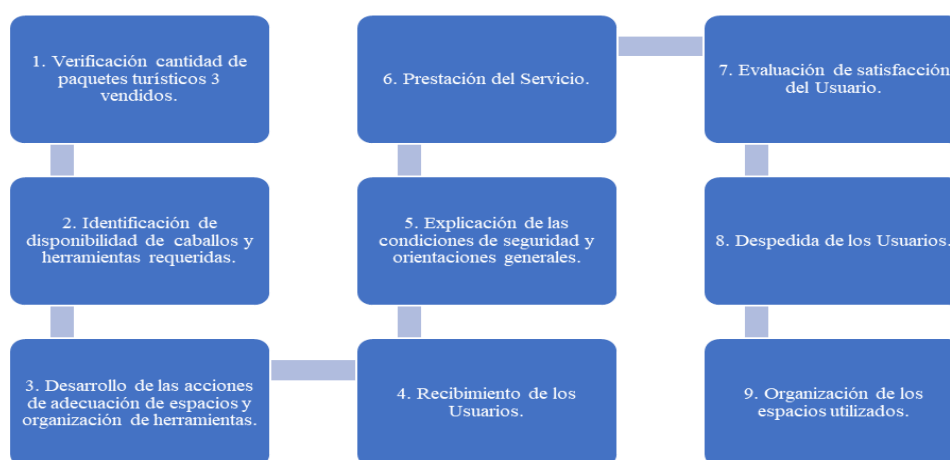 1. Verificación cantidad de
paquetes turísticos 3
vendidos.
2. Identificación de
disponibilidad de caballos y
herramientas requeridas.
3. Desarrollo de las acciones
de adecuación de espacios y
organización de herramientas.
4. Recibimiento de los
Usuarios.
5. Explicación de las
condiciones de seguridad y
orientaciones generales.
6. Prestación del Servicio.
7. Evaluación de satisfacción
del Usuario.
8. Despedida de los Usuarios.
9. Organización de los
espacios utilizados.